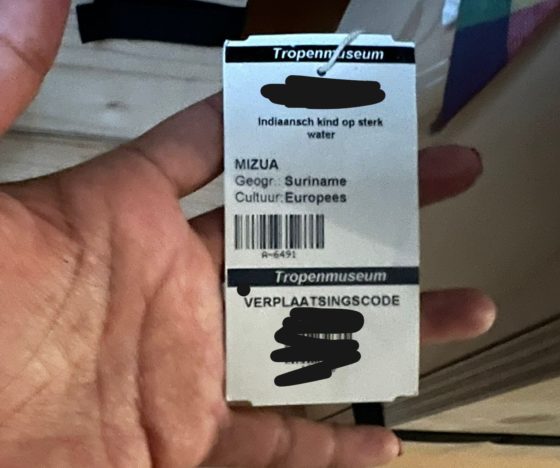 Tropenmuseum
Indiaansch kind op sterk
water
MIZUA
Geogr.: Suriname
Cultuur:Europees
A-6491
Tropenmuseum
VERPLAATSINGSCODE